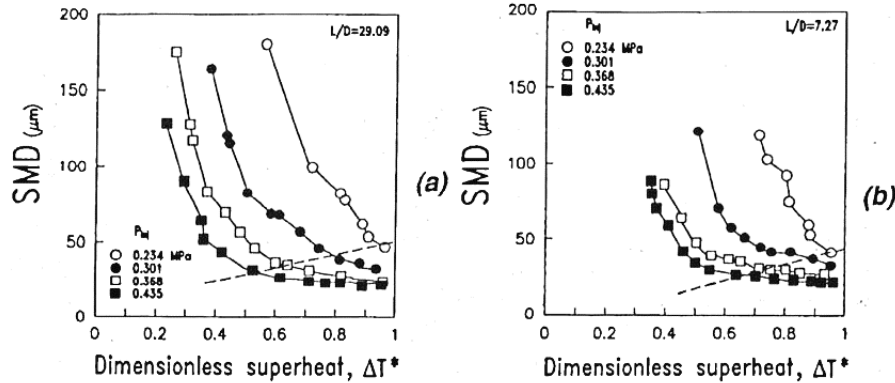 200
150
100
50
0
SMD (μm)
L/D=29.09
Pinj
0.234 MPa
0.301
0.368
0.435
0 0.2 0.4 0.6 0.8 1
Dimensionless superheat, ΔT*
(a)
200
150
100
50
0
SMD (μm)
Pinj
0.234 MPa
0.301
0.368
0.435
L/D=7.27
0 0.2 0.4 0.6 0.8 1
Dimensionless superheat, ΔT*
(b)